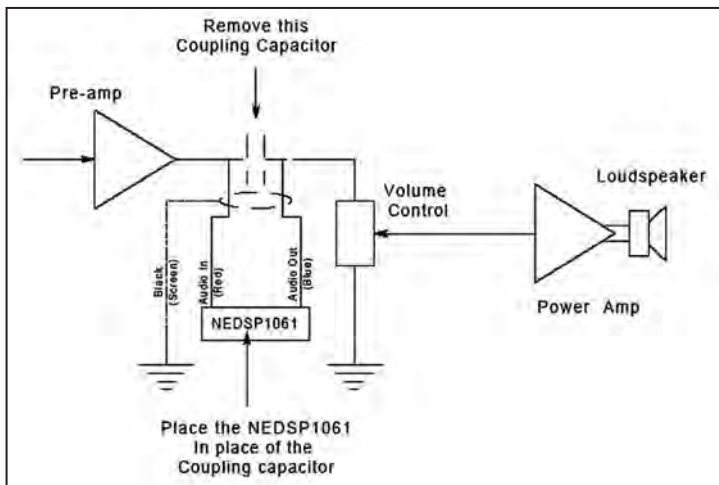 Remove this
Coupling Capacitor
Pre-amp
Loudspeaker
Volume
Control
Black
(Screen)
Audio In
(Red)
Audio Out
(Blue)
NEDSP1061
Power Amp
Place the NEDSP1061
In place of the
Coupling capacitor